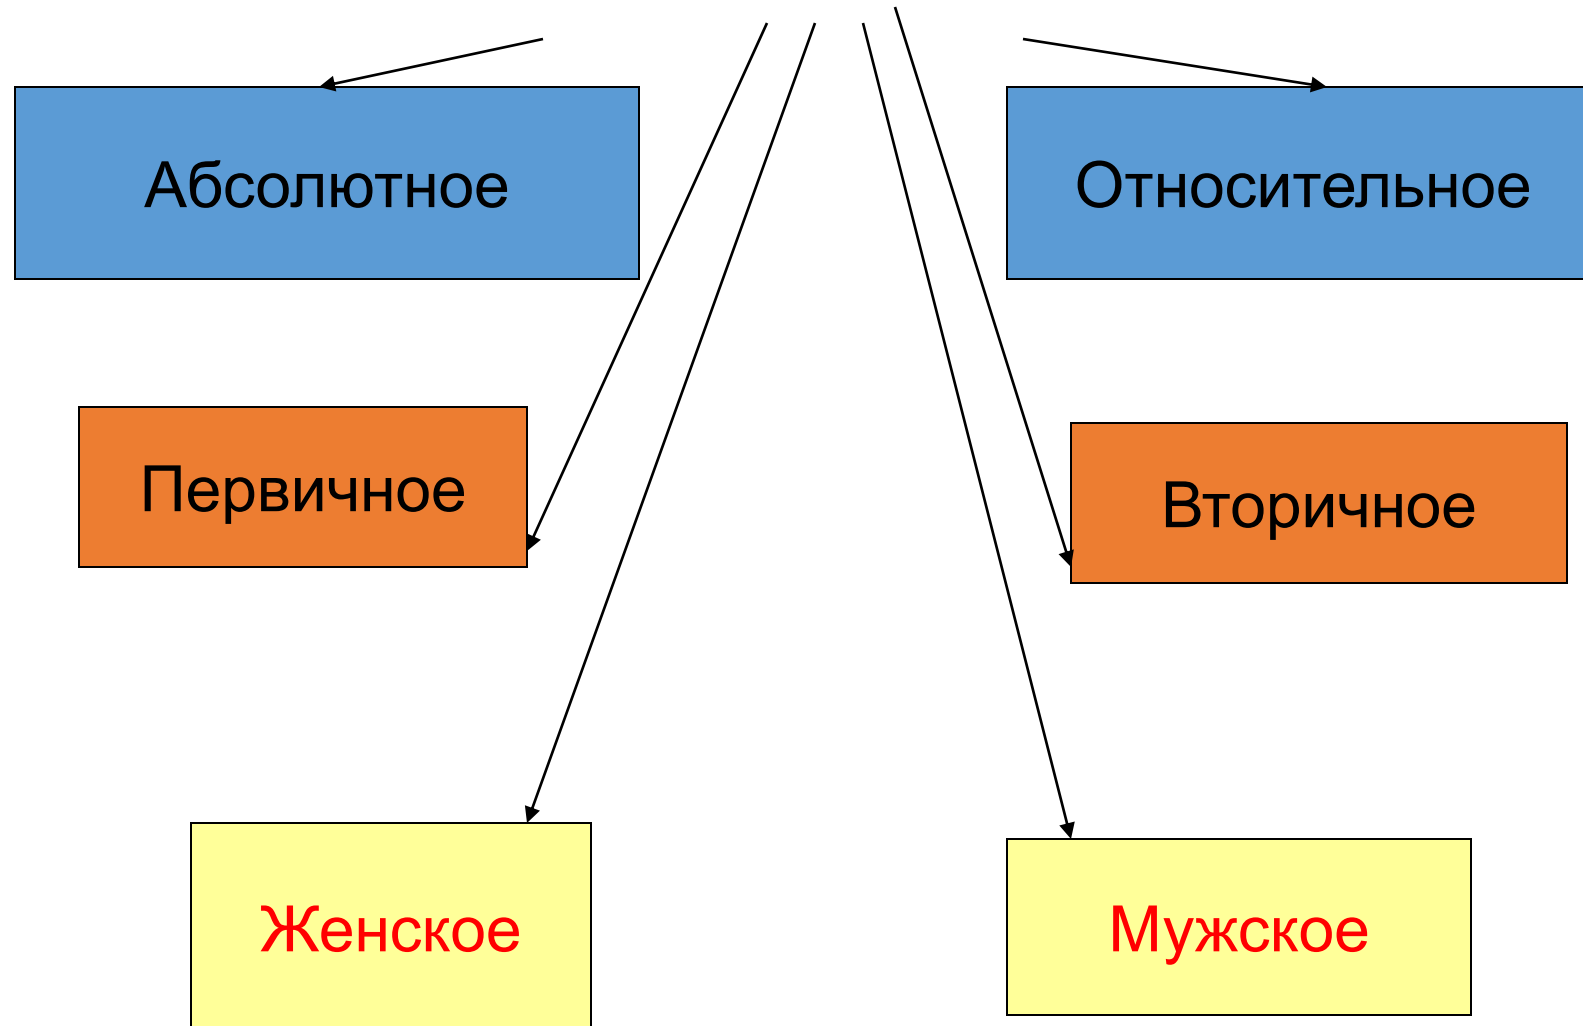 Абсолютное
Относительное
Первичное
Вторичное
Женское
Мужское